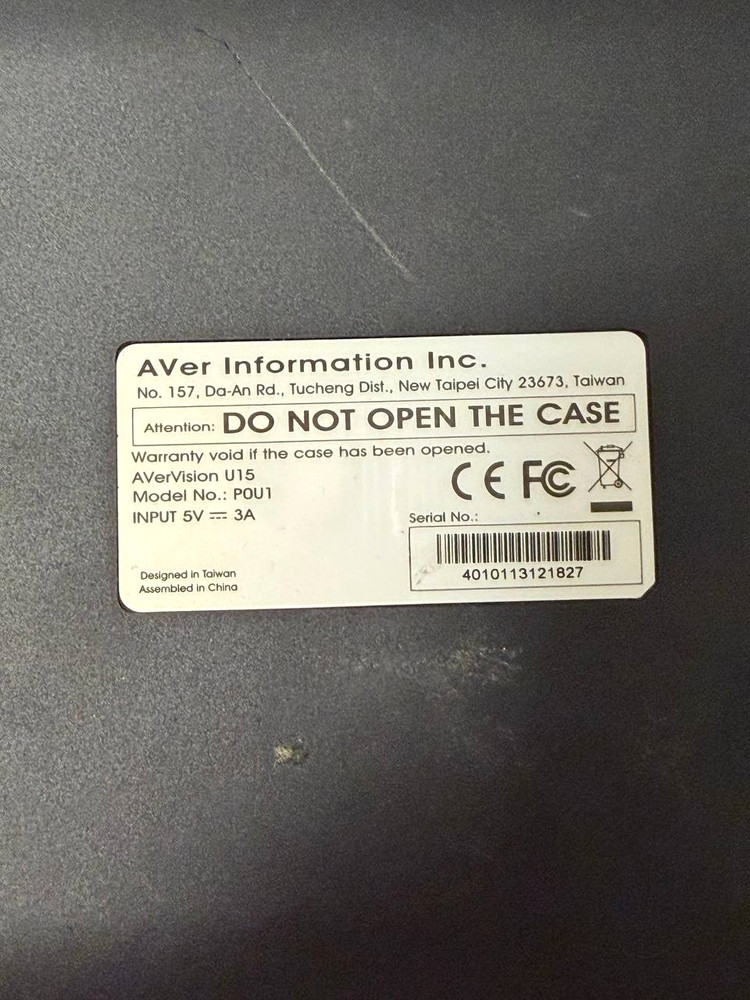 AVer Information Inc.
No. 157, Da-An Rd., Tucheng Dist., New Taipei City 23673, Taiwan
Attention: DO NOT OPEN THE CASE
Warranty void if the case has been opened.
AVerVision U15
Model No.: P0U1
INPUT 5V ⎓ 3A
CE FC
Serial No.:
4010113121827
Designed in Taiwan
Assembled in China